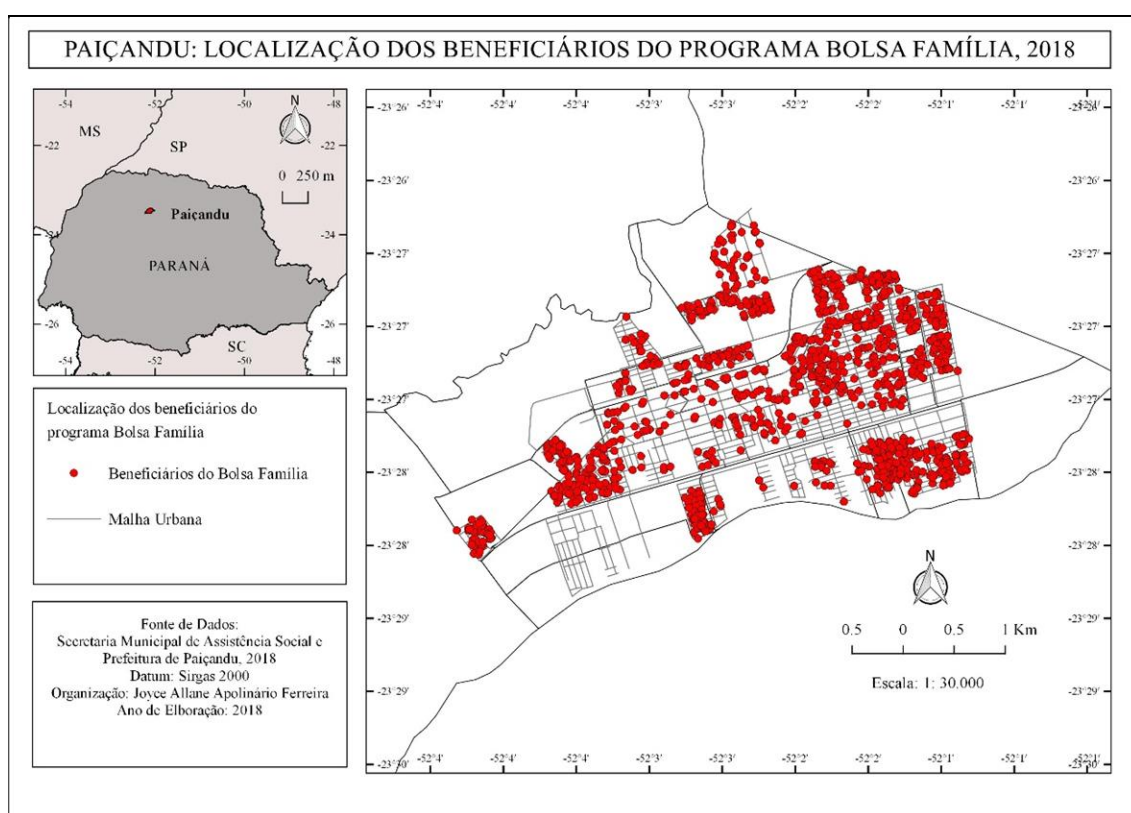 PAIÇANDU: LOCALIZAÇÃO DOS BENEFICIÁRIOS DO PROGRAMA BOLSA FAMÍLIA, 2018
-54 -52 -50 -48
MS
SP
N
-22
-22
0 250 m
Paiçandu
-24
-24
PARANÁ
-26
-26
SC
-54 -52 -50 -48
Localização dos beneficiários do
programa Bolsa Família
Beneficiários do Bolsa Família
Malha Urbana
Fonte de Dados:
Secretaria Municipal de Assistência Social e
Prefeitura de Paiçandu, 2018
Datum: Sirgas 2000
Organização: Joyce Allane Apolinário Ferreira
Ano de Elboração: 2018
-52°4' -52°4' -52°3' -52°3' -52°2' -52°2' -52°1' -52°1'
-23°26' -23°26'
-23°26' -23°26'
-23°27' -23°27'
-23°27' -23°27'
-23°27' -23°27'
-23°28' -23°28'
-23°28' -23°28'
-23°29' -23°29'
-23°29' -23°29'
-23°30' -23°30'
N
0.5 0 0.5 1 Km
Escala: 1: 30.000
-52°4' -52°4' -52°3' -52°3' -52°2' -52°2' -52°1' -52°1'